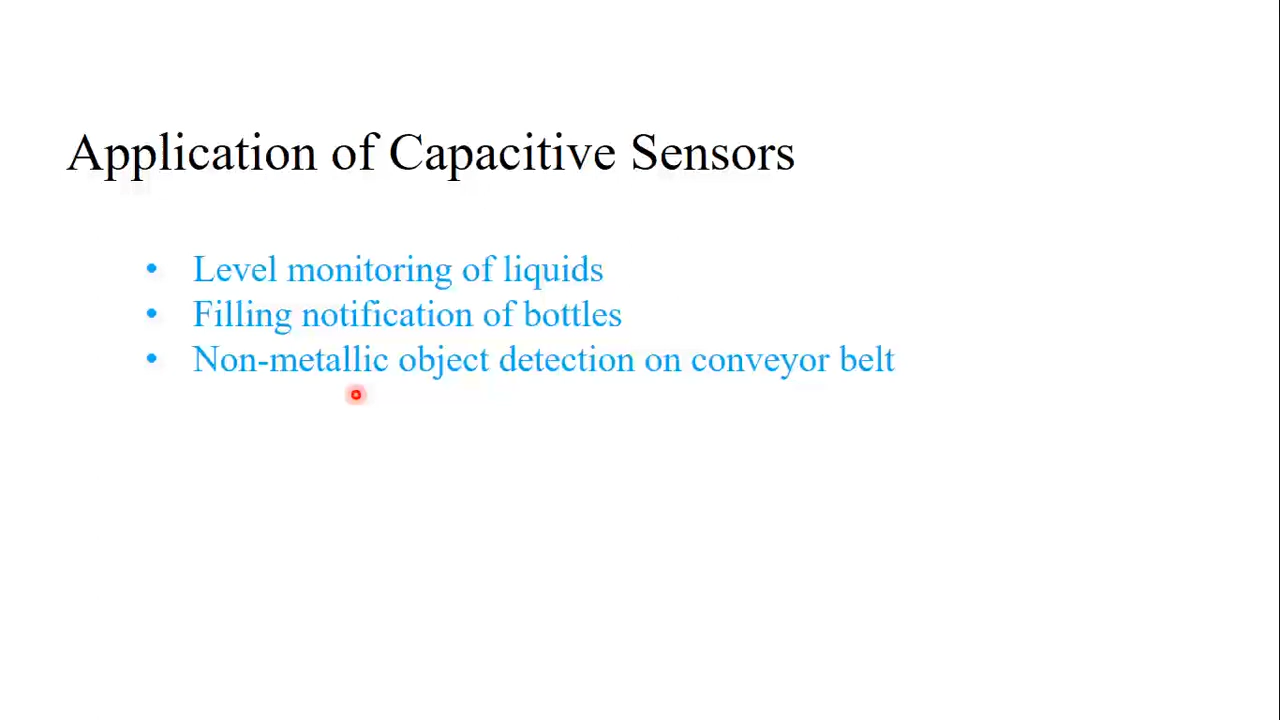 Application of Capacitive Sensors
• Level monitoring of liquids
• Filling notification of bottles
• Non-metallic object detection on conveyor belt